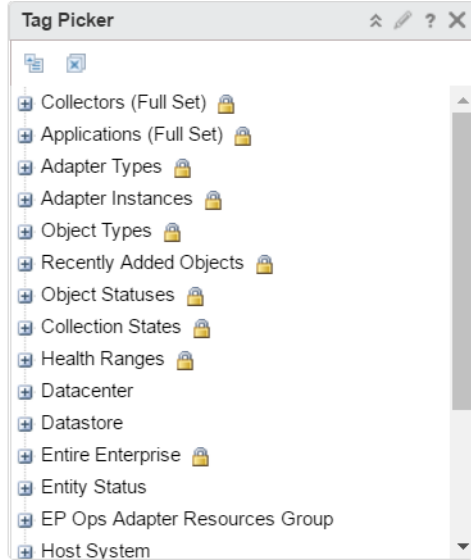 Tag Picker ?
Collectors (Full Set)
Applications (Full Set)
Adapter Types
Adapter Instances
Object Types
Recently Added Objects
Object Statuses
Collection States
Health Ranges
Datacenter
Datastore
Entire Enterprise
Entity Status
EP Ops Adapter Resources Group
Host System